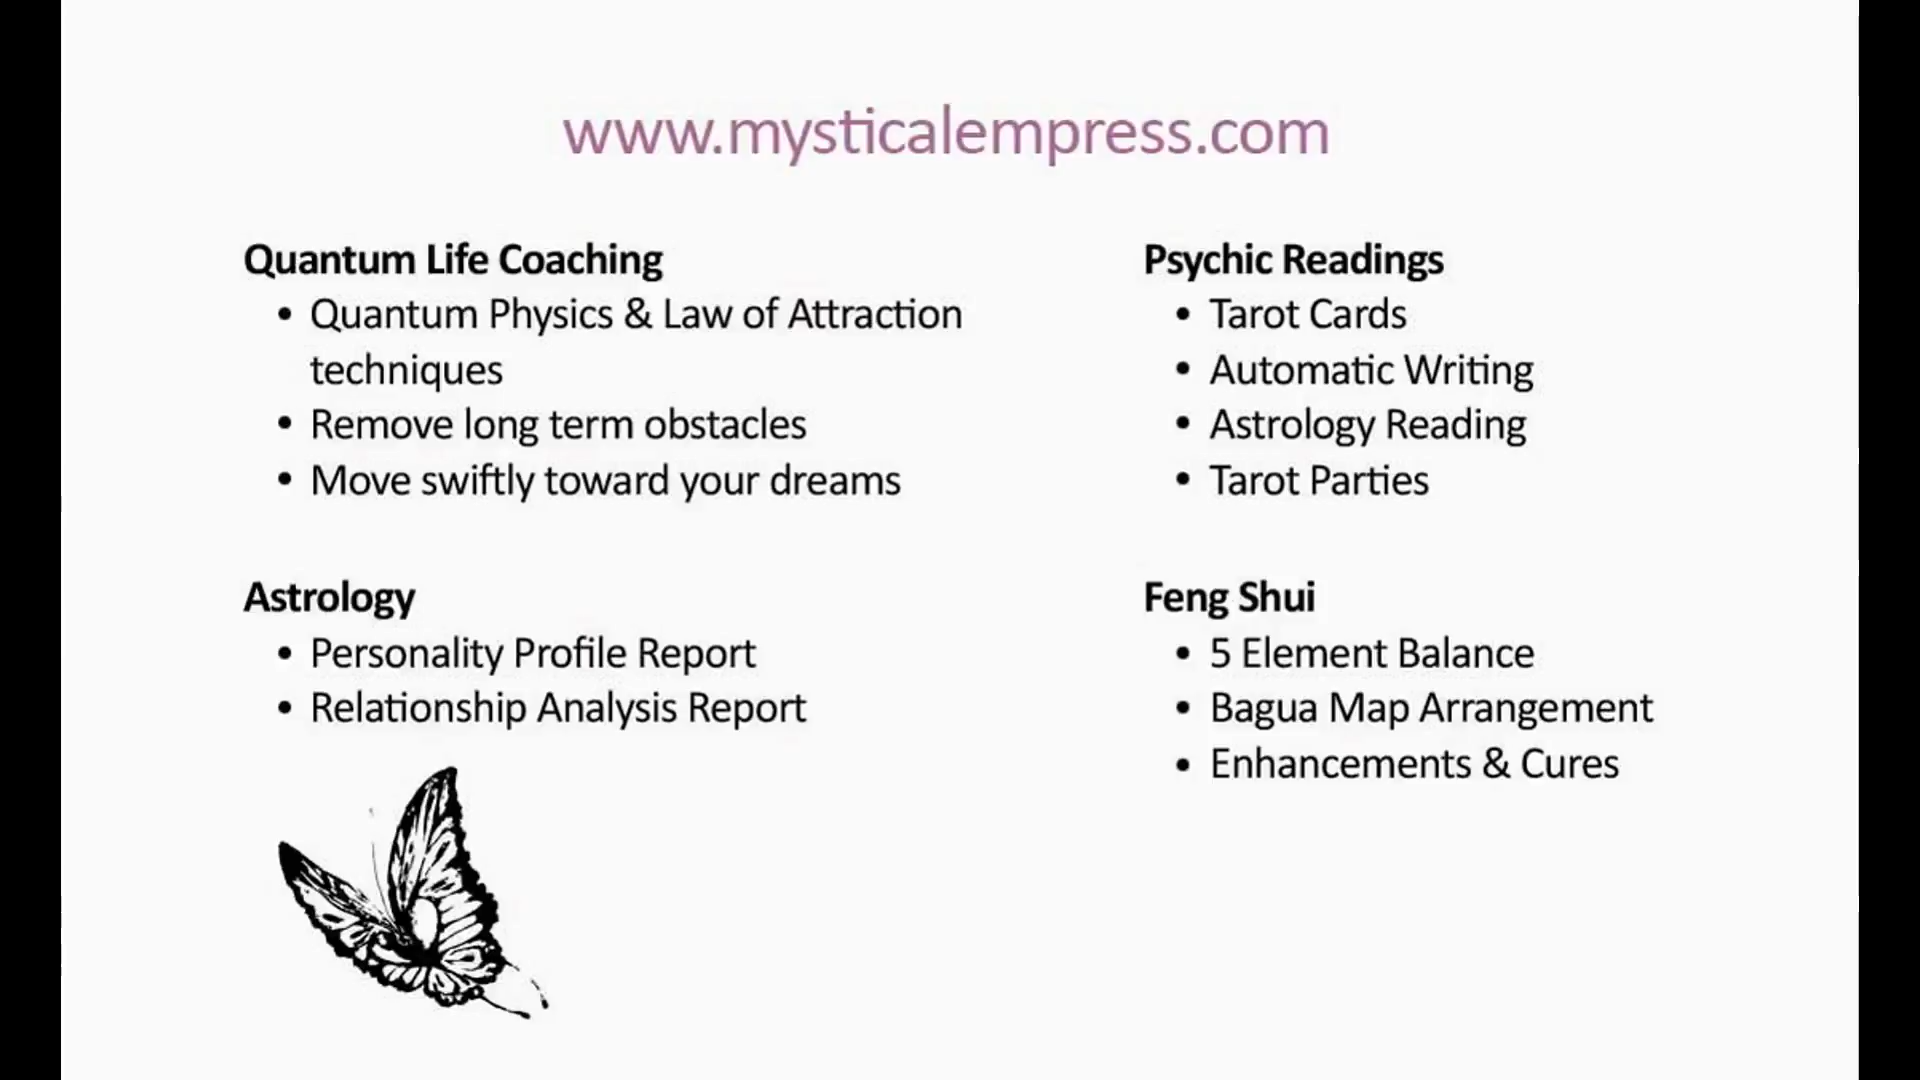 www.mysticalempress.com
Quantum Life Coaching
• Quantum Physics & Law of Attraction
techniques
• Remove long term obstacles
• Move swiftly toward your dreams
Psychic Readings
• Tarot Cards
• Automatic Writing
• Astrology Reading
• Tarot Parties
Astrology
• Personality Profile Report
• Relationship Analysis Report
Feng Shui
• 5 Element Balance
• Bagua Map Arrangement
• Enhancements & Cures